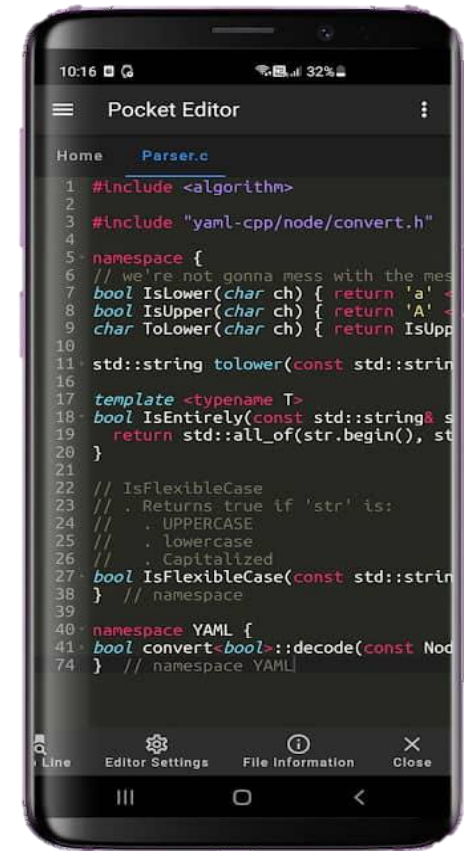 10:16 32%
Pocket Editor
Home Parser.c
1 #include <algorithm>
2
3 #include "yaml-cpp/node/convert.h"
4
5 namespace {
6 // we're not gonna mess with the mes
7 bool IsLower(char ch) { return 'a' <
8 bool IsUpper(char ch) { return 'A' <
9 char ToLower(char ch) { return IsUpp
10
11 std::string tolower(const std::strin
16
17 template <typename T>
18 bool IsEntirely(const std::string& s
19 return std::all_of(str.begin(), st
20 }
21
22 // IsFlexibleCase
23 // . Returns true if 'str' is:
24 // . UPPERCASE
25 // . lowercase
26 // . Capitalized
27 bool IsFlexibleCase(const std::strin
38 } // namespace
39
40 namespace YAML {
41 bool convert<bool>::decode(const Nod
74 } // namespace YAML
Line Editor Settings File Information Close